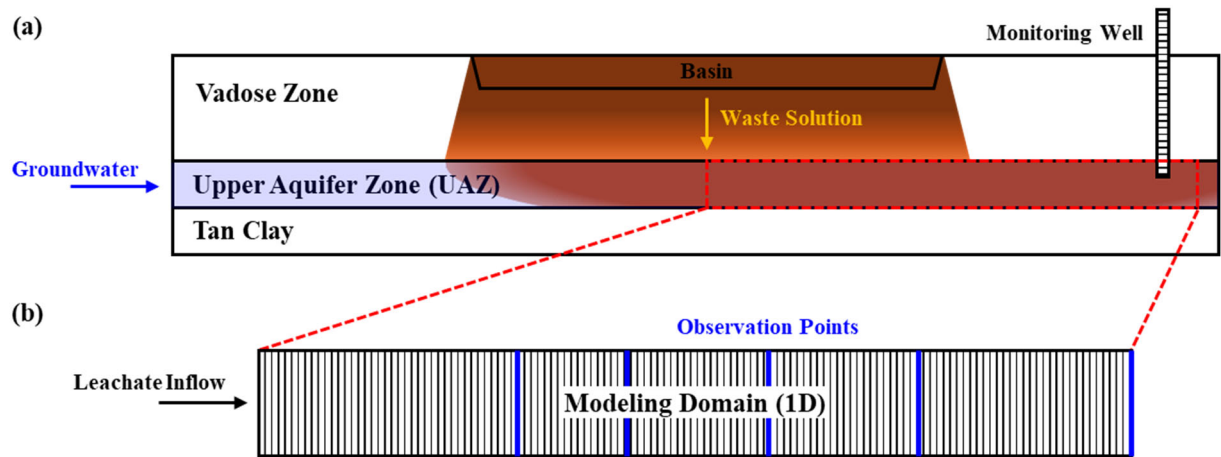 (a)
Monitoring Well
Basin
Vadose Zone
Waste Solution
Groundwater
Upper Aquifer Zone (UAZ)
Tan Clay
(b)
Observation Points
Leachate Inflow
Modeling Domain (1D)